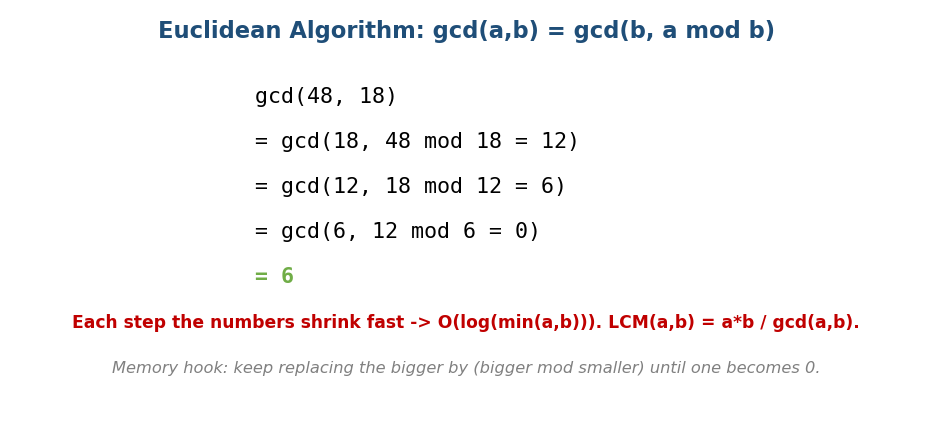 Euclidean Algorithm: gcd(a,b) = gcd(b, a mod b)
gcd(48, 18)
= gcd(18, 48 mod 18 = 12)
= gcd(12, 18 mod 12 = 6)
= gcd(6, 12 mod 6 = 0)
= 6
Each step the numbers shrink fast -> O(log(min(a,b))). LCM(a,b) = a*b / gcd(a,b).
Memory hook: keep replacing the bigger by (bigger mod smaller) until one becomes 0.